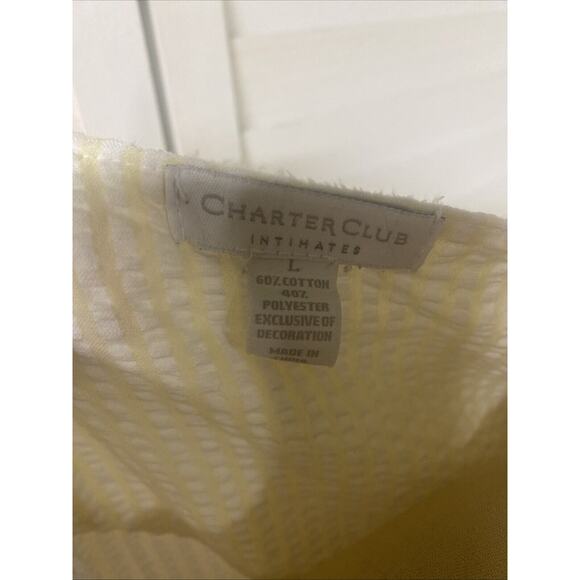 CHARTER CLUB
INTIMATES
L
60% COTTON
40%
POLYESTER
EXCLUSIVE OF
DECORATION
MADE IN